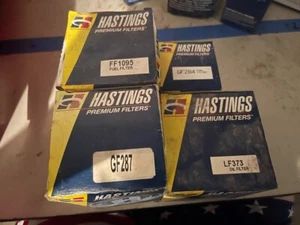 HASTINGS
PREMIUM FILTERS
FF1095
FUEL FILTER
HASTINGS
PREMIUM FILTERS
HASTINGS
PREMIUM FILTERS
GF287
HASTINGS
PREMIUM FILTERS
LF373
OIL FILTER